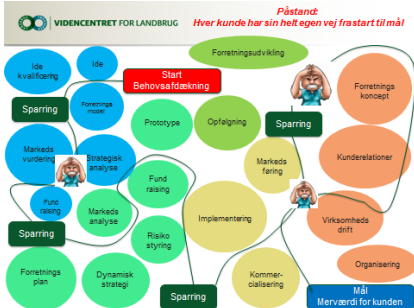 VIDENCENTRET FOR LANDBRUG
Påstand:
Hver kunde har sin helt egen vej fra start til mål
Ide
kvalificering
Ide
Start
Behovsafdækning
Forretningsudvikling
Sparring
Forretnings
model
Prototype
Opfølgning
Sparring
Forretnings
koncept
Markeds
vurdering
Strategisk
analyse
Fund
raising
Markeds
føring
Kunderelationer
Fund
raising
Markeds
analyse
Implementering
Virksomheds
drift
Sparring
Risiko
styring
Organisering
Forretnings
plan
Dynamisk
strategi
Sparring
Kommer-
cialisering
Mål
Merværdi for kunden